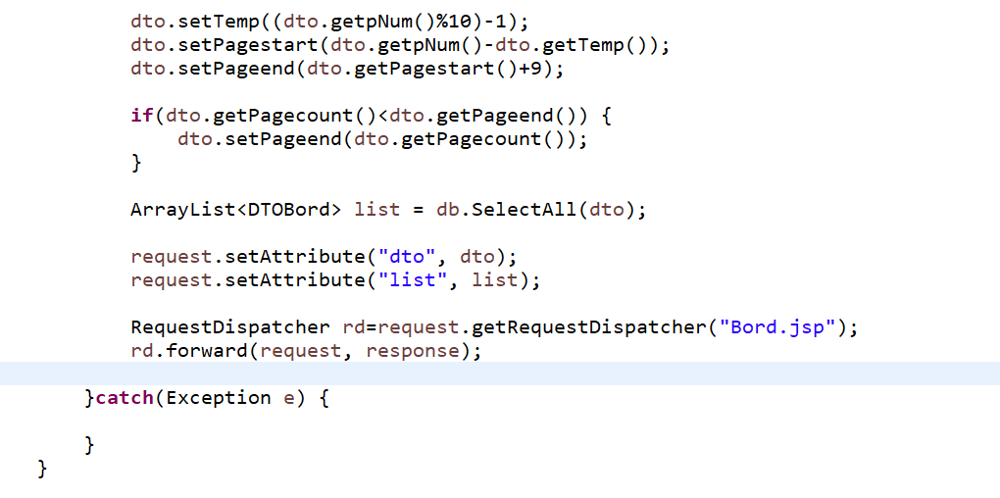 dto.setTemp((dto.getpNum()%10)-1);
dto.setPagestart(dto.getpNum()-dto.getTemp());
dto.setPageend(dto.getPagestart()+9);
if(dto.getPagecount()<dto.getPageend()) {
dto.setPageend(dto.getPagecount());
}
ArrayList<DTOBord> list = db.SelectAll(dto);
request.setAttribute("dto", dto);
request.setAttribute("list", list);
RequestDispatcher rd=request.getRequestDispatcher("Bord.jsp");
rd.forward(request, response);
}catch(Exception e) {
}
}